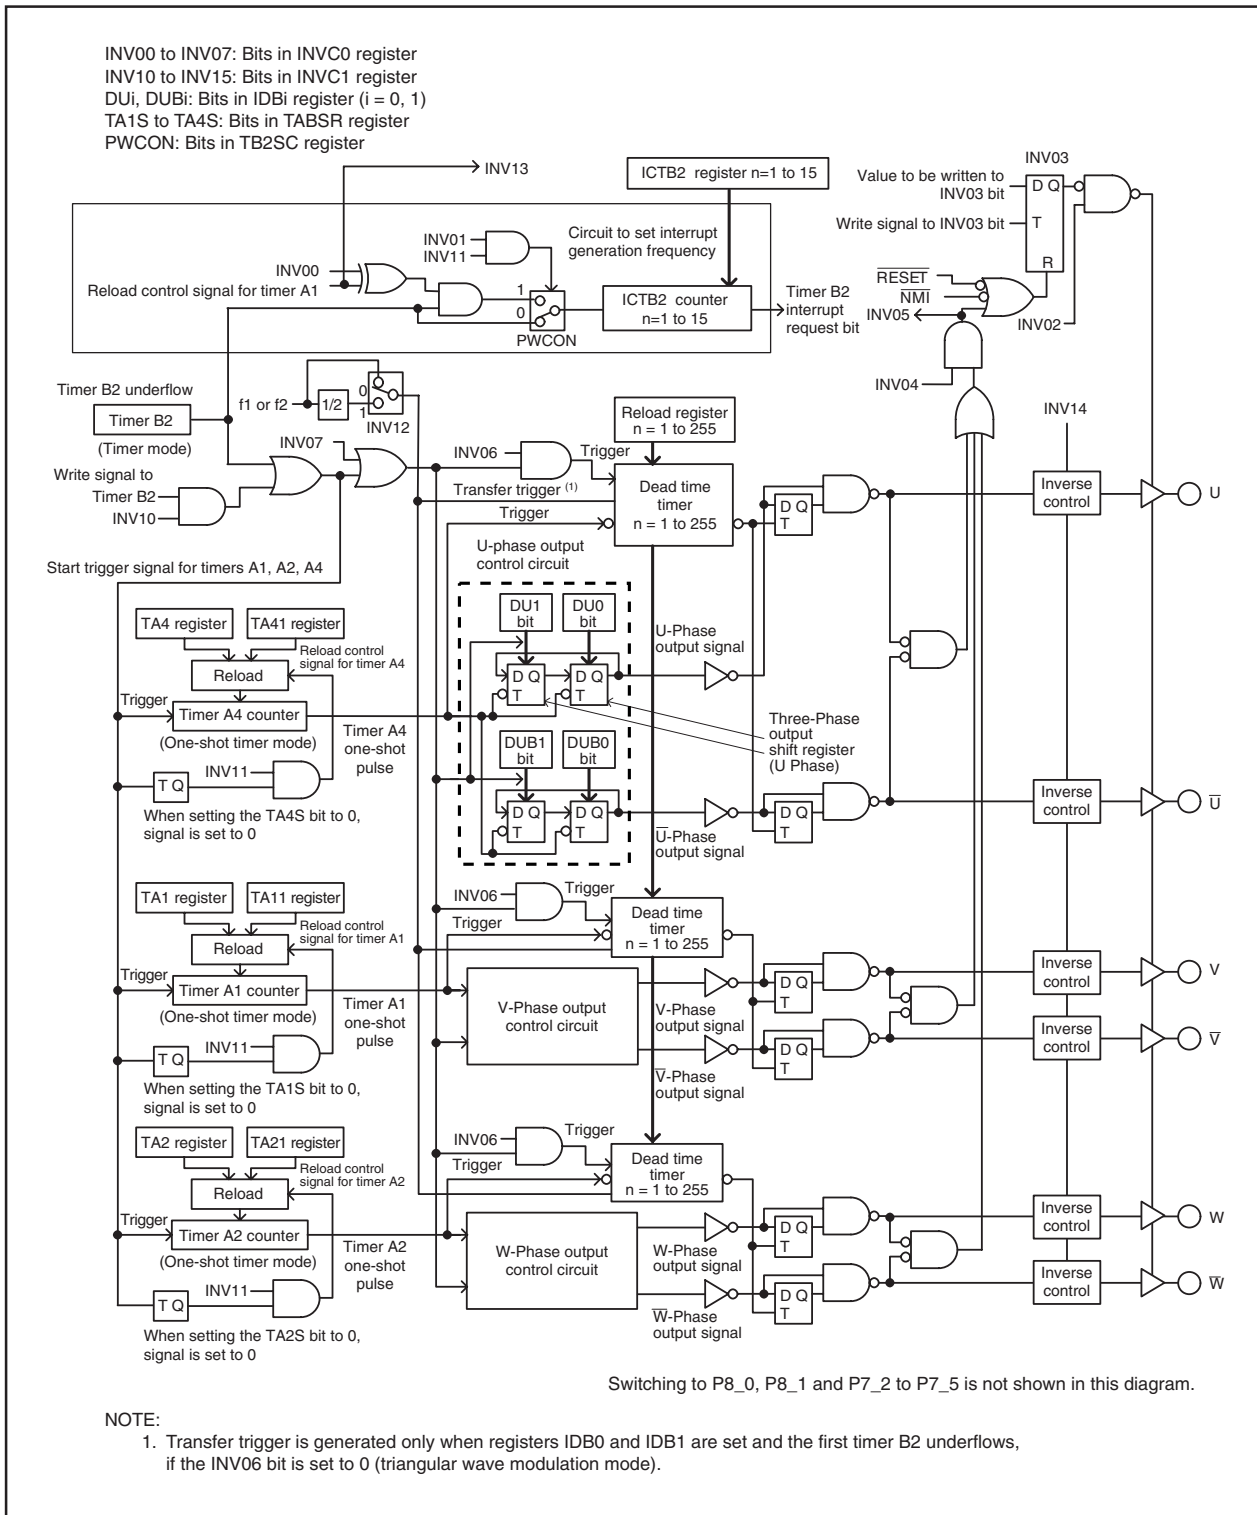 INV00 to INV07: Bits in INVC0 register
INV10 to INV15: Bits in INVC1 register
DUi, DUBi: Bits in IDBi register (i = 0, 1)
TA1S to TA4S: Bits in TABSR register
PWCON: Bits in TB2SC register
INV13
ICTB2 register n=1 to 15
INV03
Value to be written to
INV03 bit
D Q
Write signal to INV03 bit
T
R
INV01
INV11
Circuit to set interrupt
generation frequency
INV00
Reload control signal for timer A1
1
0
PWCON
ICTB2 counter
n=1 to 15
Timer B2
interrupt
request bit
R̅E̅S̅E̅T̅
N̅M̅I̅
INV05
INV02
INV04
Timer B2 underflow
Timer B2
(Timer mode)
f1 or f2
1/2
0
1
INV12
INV07
Write signal to
Timer B2
INV10
Reload register
n = 1 to 255
INV06
Trigger
Transfer trigger (1)
Trigger
Dead time
timer
n = 1 to 255
D Q
T
INV14
Inverse
control
U
Start trigger signal for timers A1, A2, A4
U-phase output
control circuit
TA4 register
TA41 register
Reload control
signal for timer A4
Reload
Trigger
Timer A4 counter
(One-shot timer mode)
Timer A4
one-shot
pulse
T Q
INV11
When setting the TA4S bit to 0,
signal is set to 0
DU1
bit
DU0
bit
D Q
T
D Q
T
U-Phase
output signal
Three-Phase
output
shift register
(U Phase)
DUB1
bit
DUB0
bit
D Q
T
D Q
T
U̅-Phase
output signal
D Q
T
Inverse
control
U̅
TA1 register
TA11 register
Reload control
signal for timer A1
Reload
Trigger
Timer A1 counter
(One-shot timer mode)
Timer A1
one-shot
pulse
T Q
INV11
When setting the TA1S bit to 0,
signal is set to 0
INV06
Trigger
Trigger
Dead time
timer
n = 1 to 255
V-Phase output
control circuit
V-Phase
output signal
V̅-Phase
output signal
D Q
T
D Q
T
Inverse
control
V
Inverse
control
V̅
TA2 register
TA21 register
Reload control
signal for timer A2
Reload
Trigger
Timer A2 counter
(One-shot timer mode)
Timer A2
one-shot
pulse
T Q
INV11
When setting the TA2S bit to 0,
signal is set to 0
INV06
Trigger
Trigger
Dead time
timer
n = 1 to 255
W-Phase output
control circuit
W-Phase
output signal
W̅-Phase
output signal
D Q
T
D Q
T
Inverse
control
W
Inverse
control
W̅
Switching to P8_0, P8_1 and P7_2 to P7_5 is not shown in this diagram.
NOTE:
1. Transfer trigger is generated only when registers IDB0 and IDB1 are set and the first timer B2 underflows,
if the INV06 bit is set to 0 (triangular wave modulation mode).